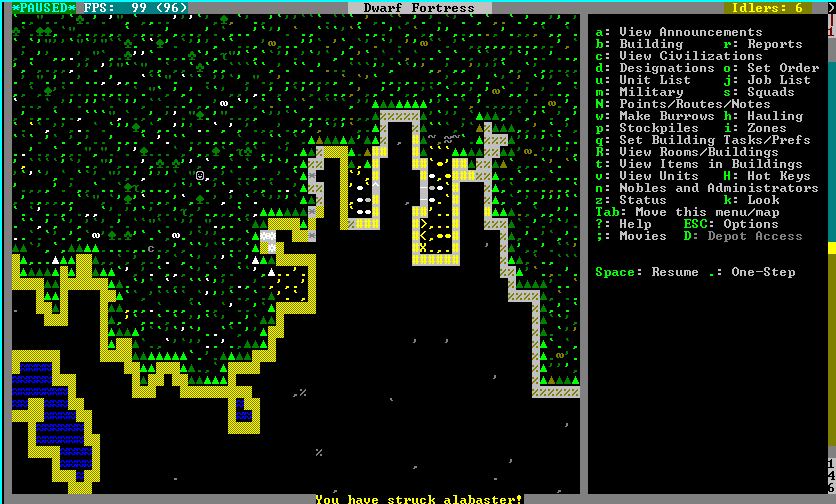 *PAUSED* FPS: 99 (96) Dwarf Fortress Idlers: 6
a: View Announcements
b: Building r: Reports
c: View Civilizations
d: Designations o: Set Order
u: Unit List j: Job List
m: Military s: Squads
N: Points/Routes/Notes
w: Make Burrows h: Hauling
p: Stockpiles i: Zones
q: Set Building Tasks/Prefs
R: View Rooms/Buildings
t: View Items in Buildings
v: View Units H: Hot Keys
n: Nobles and Administrators
z: Status k: Look
Tab: Move this menu/map
?: Help ESC: Options
;: Movies D: Depot Access
Space: Resume .: One-Step
146
You have struck alabaster!